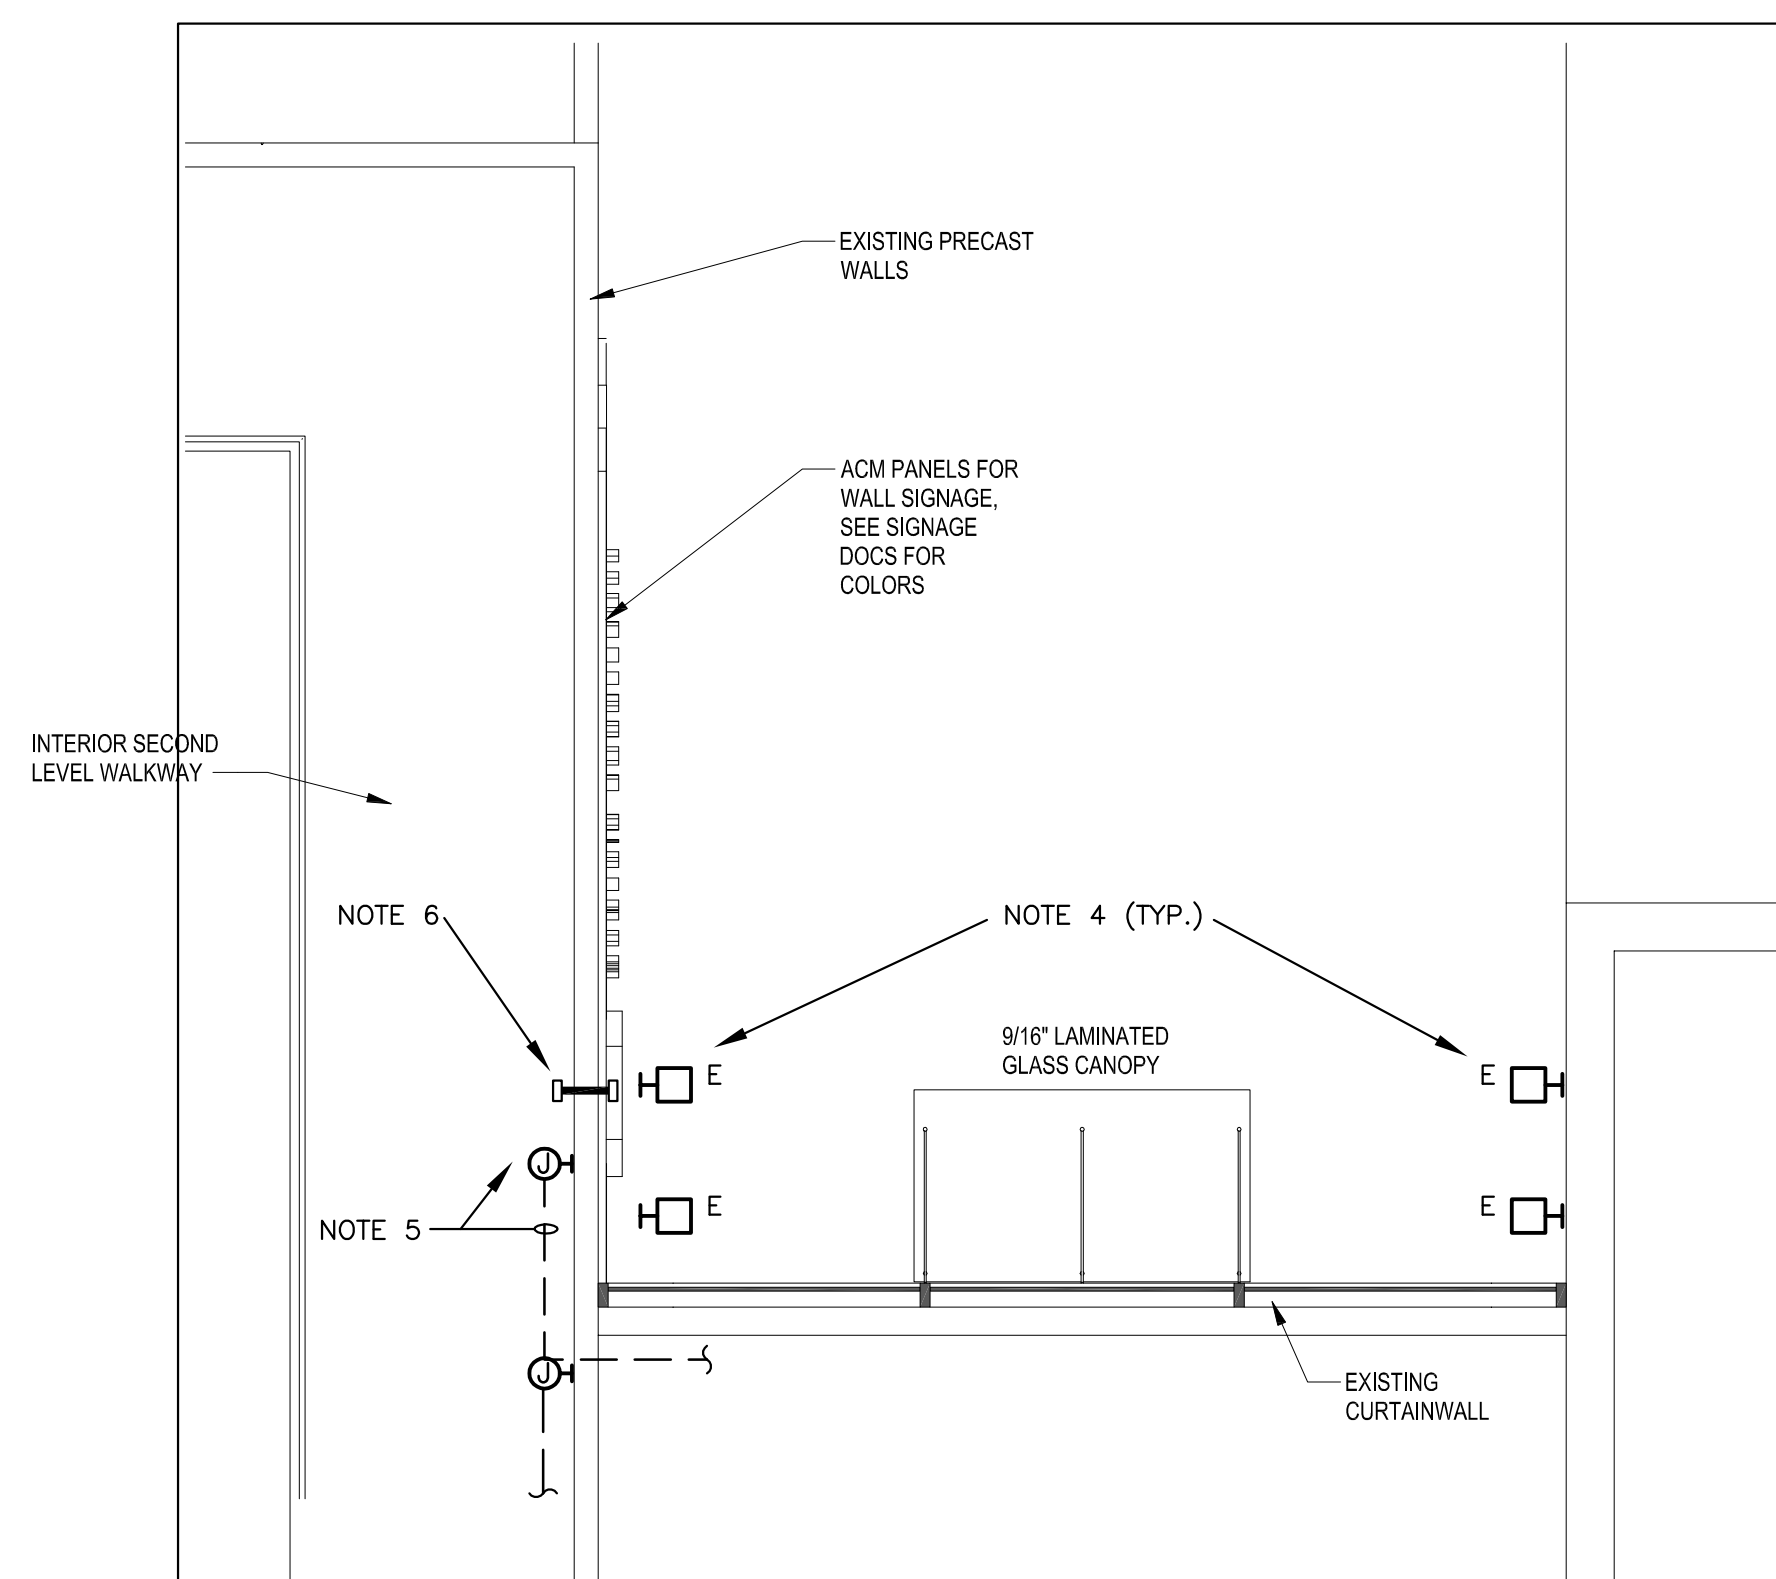 EXISTING PRECAST
WALLS
ACM PANELS FOR
WALL SIGNAGE,
SEE SIGNAGE
DOCS FOR
COLORS
INTERIOR SECOND
LEVEL WALKWAY
NOTE 6
NOTE 4 (TYP.)
9/16" LAMINATED
GLASS CANOPY
E
E
J
E
E
NOTE 5
J
EXISTING
CURTAINWALL